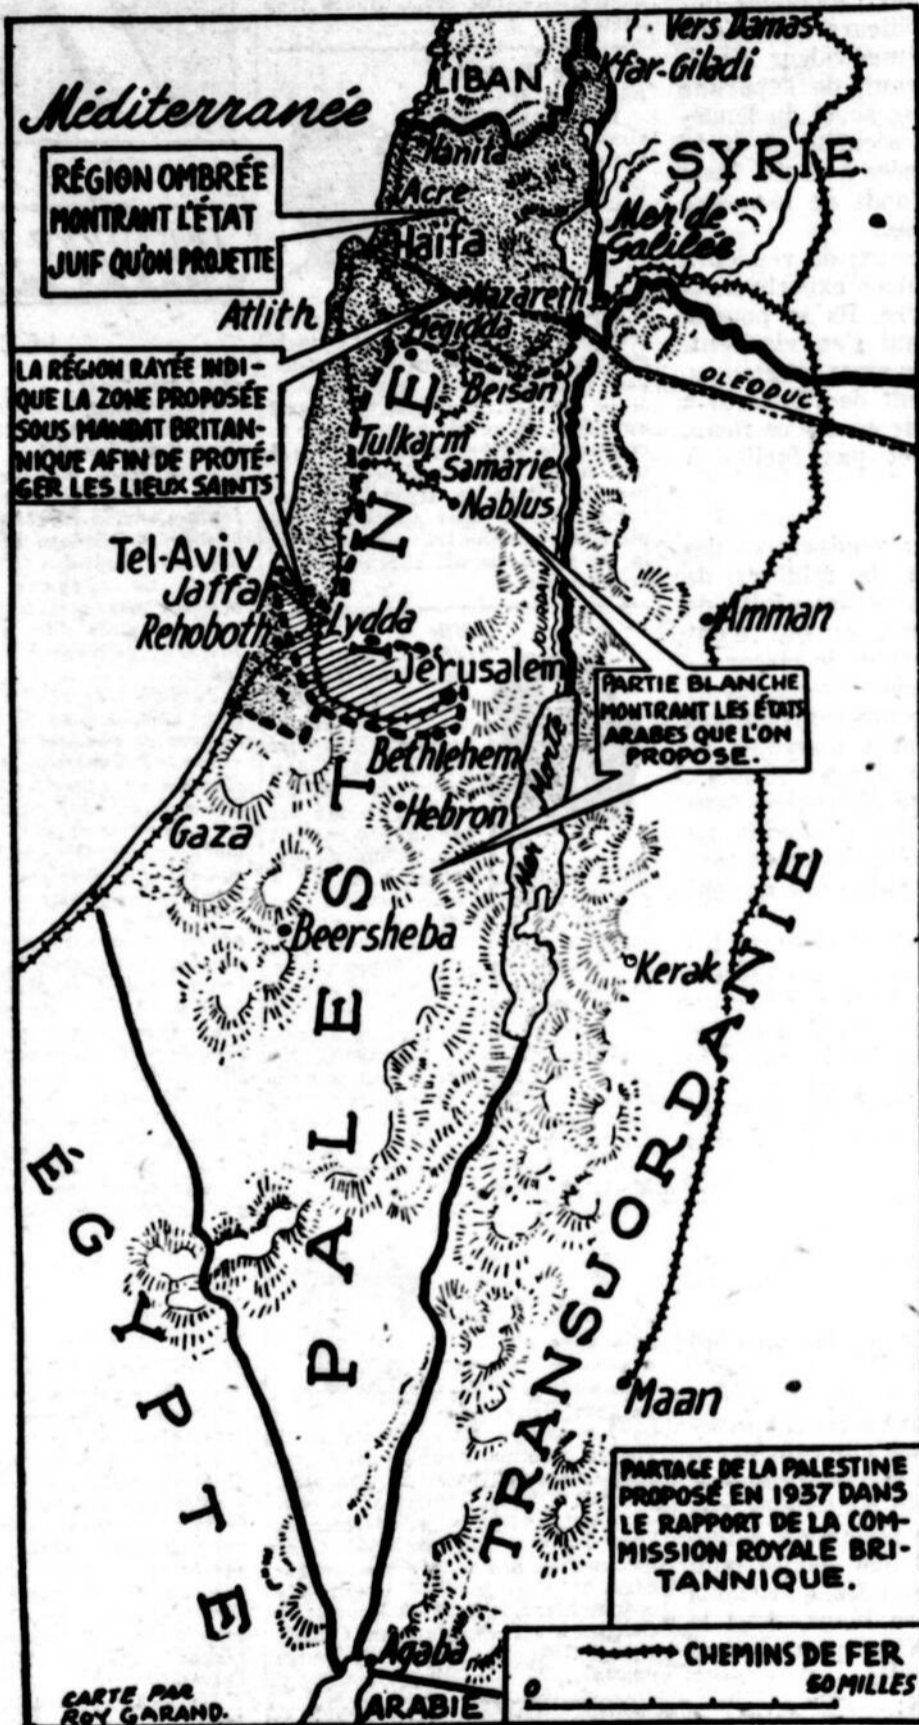 Vers Damas
Kfar-Giladi
LIBAN
Méditerranée
SYRIE
Hanita
RÉGION OMBRÉE
MONTRANT L'ÉTAT
JUIF QU'ON PROJETTE
Acre
Haifa
Mer de
Galilée
Nazareth
Atlith
Megidda
LA RÉGION RAYÉE INDI-
QUE LA ZONE PROPOSÉE
SOUS MANDAT BRITAN-
NIQUE AFIN DE PROTÉ-
GER LES LIEUX SAINTS
Beisan
OLÉODUC
Tulkarm
Samarie
Nablus
Tel-Aviv
Jaffa
Rehoboth
Lydda
Amman
Jérusalem
PARTIE BLANCHE
MONTRANT LES ÉTATS
ARABES QUE L'ON
PROPOSE.
Bethlehem
Mer Morte
Hebron
Gaza
Beersheba
Kerak
PALESTINE
TRANSJORDANIE
ÉGYPTE
Maan
PARTAGE DE LA PALESTINE
PROPOSÉ EN 1937 DANS
LE RAPPORT DE LA COM-
MISSION ROYALE BRI-
TANNIQUE.
Agaba
ARABIE
CHEMINS DE FER
0 50 MILLES
CARTE PAR
ROY GARAND.